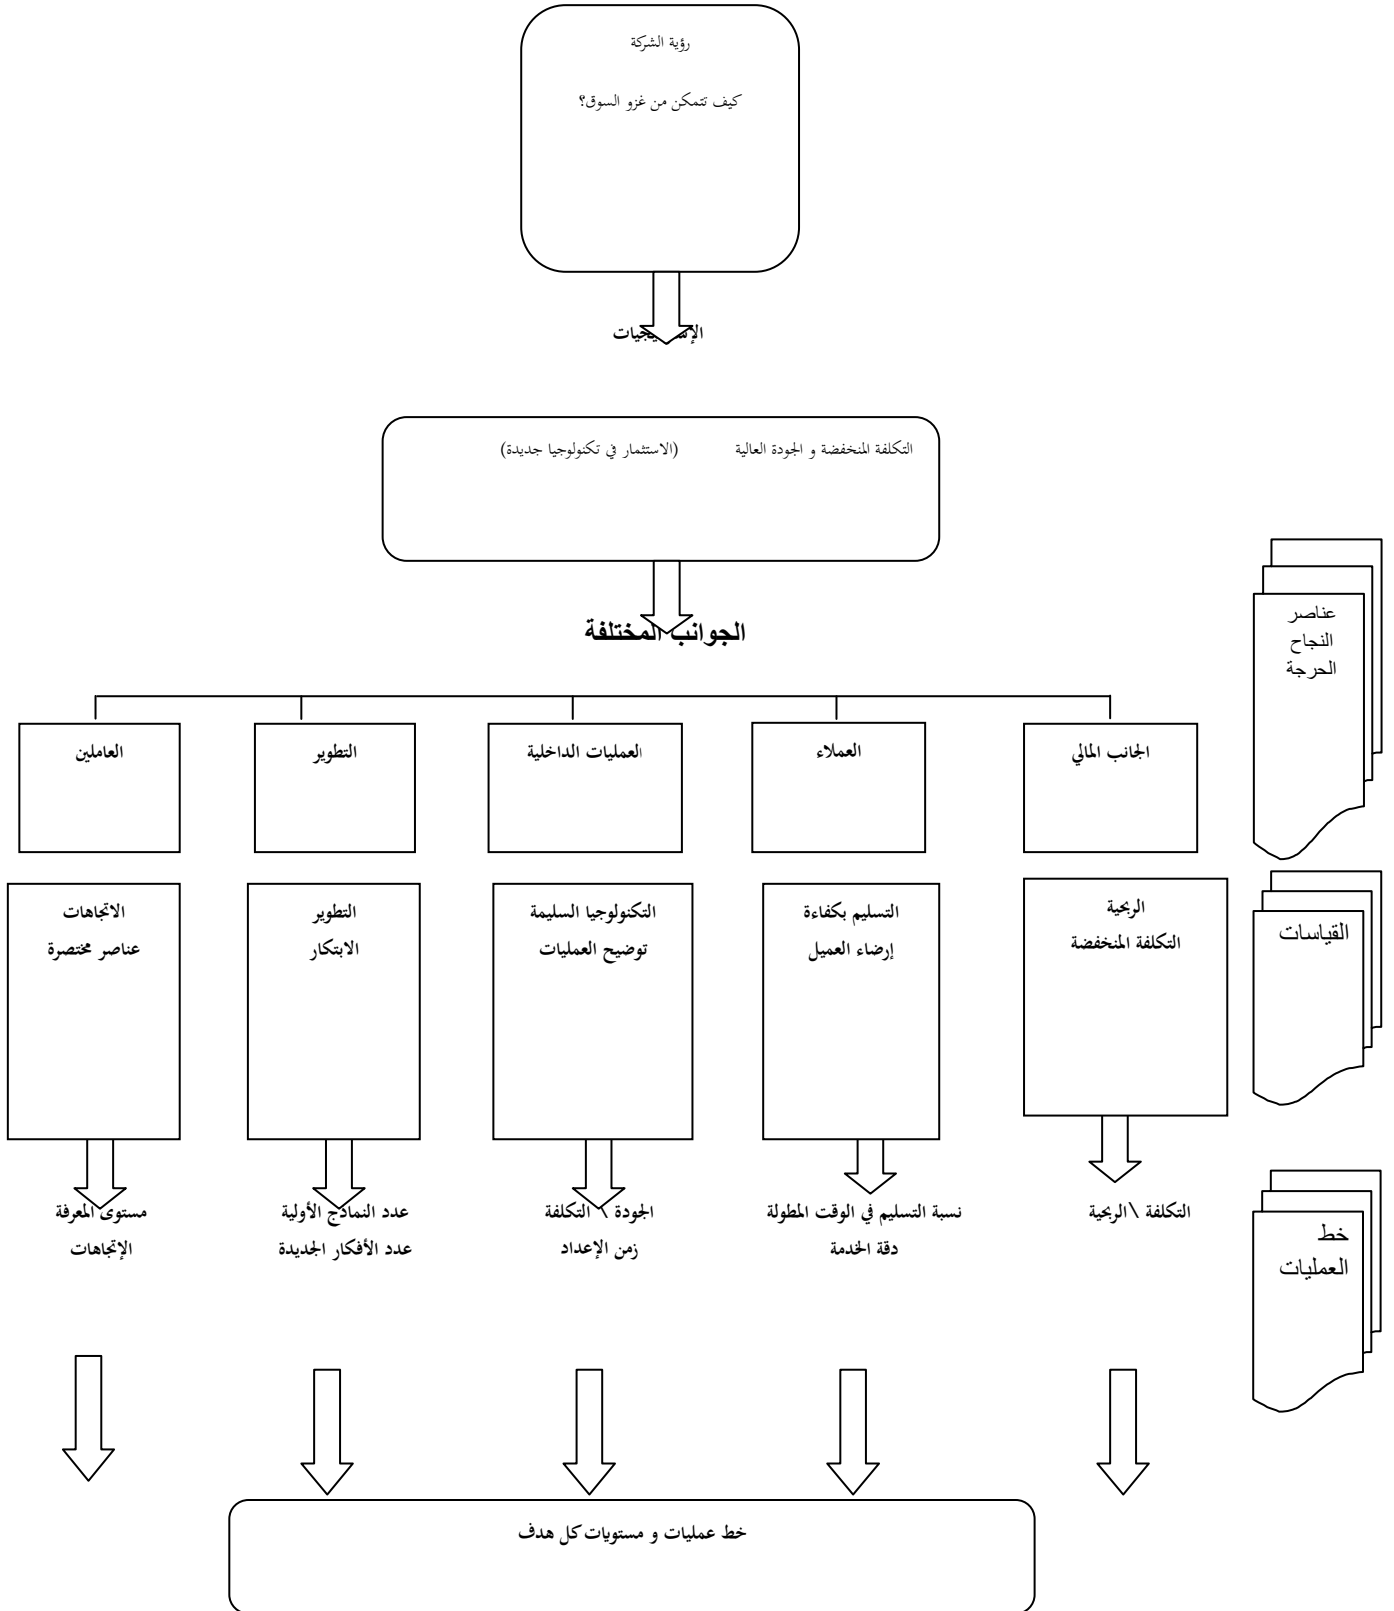 رؤية الشركة
كيف تتمكن من غزو السوق؟
التكلفة المنخفضة و الجودة العالية (الاستثمار في تكنولوجيا جديدة)
الجوانب المختلفة
عناصر
النجاح
الحرجة
الجانب المالي
العملاء
العمليات الداخلية
التطوير
العاملين
الربحية
التكلفة المنخفضة
التسليم بكفاءة
إرضاء العميل
التكنولوجيا السليمة
توضيح العمليات
التطوير
الابتكار
الاتجاهات
عناصر مختصرة
القياسات
التكلفة \ الربحية
نسبة التسليم في الوقت المطولة
دقة الخدمة
الجودة \ التكلفة
زمن الإعداد
عدد النماذج الأولية
عدد الأفكار الجديدة
مستوى المعرفة
الإتجاهات
خط
العمليات
خط عمليات و مستويات كل هدف